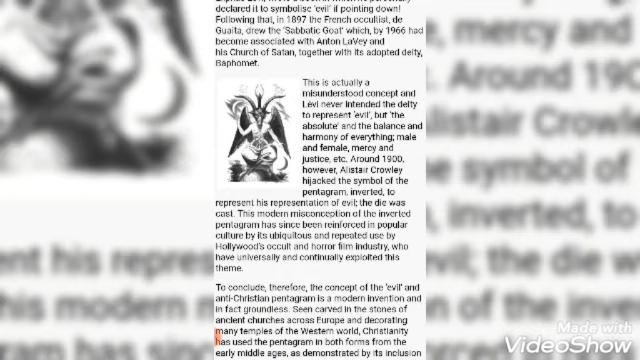 declared it to symbolise 'evil' if pointing down!
Following that, in 1897 the French occultist, de
Guaita, drew the 'Sabbatic Goat' which, by 1966 had
become associated with Anton LaVey and
his Church of Satan, together with its adopted deity,
Baphomet.
This is actually a
misunderstood concept and
Levi never intended the deity
to represent 'evil', but 'the
absolute' and the balance and
harmony of everything; male
and female, mercy and
justice, etc. Around 1900,
however, Alistair Crowley
hijacked the symbol of the
pentagram, inverted, to
represent his representation of evil; the die was
cast. This modern misconception of the inverted
pentagram has since been reinforced in popular
culture by its ubiquitous and repeated use by
Hollywood's occult and horror film industry, who
have universally and continually exploited this
theme.
To conclude, therefore, the concept of the 'evil' and
anti-Christian pentagram is a modern invention and
in fact groundless. Seen carved in the stones of
ancient churches across Europe and decorating
many temples of the Western world, Christianity
has used the pentagram in both forms from the
early middle ages, as demonstrated by its inclusion
Made With
VideoShow